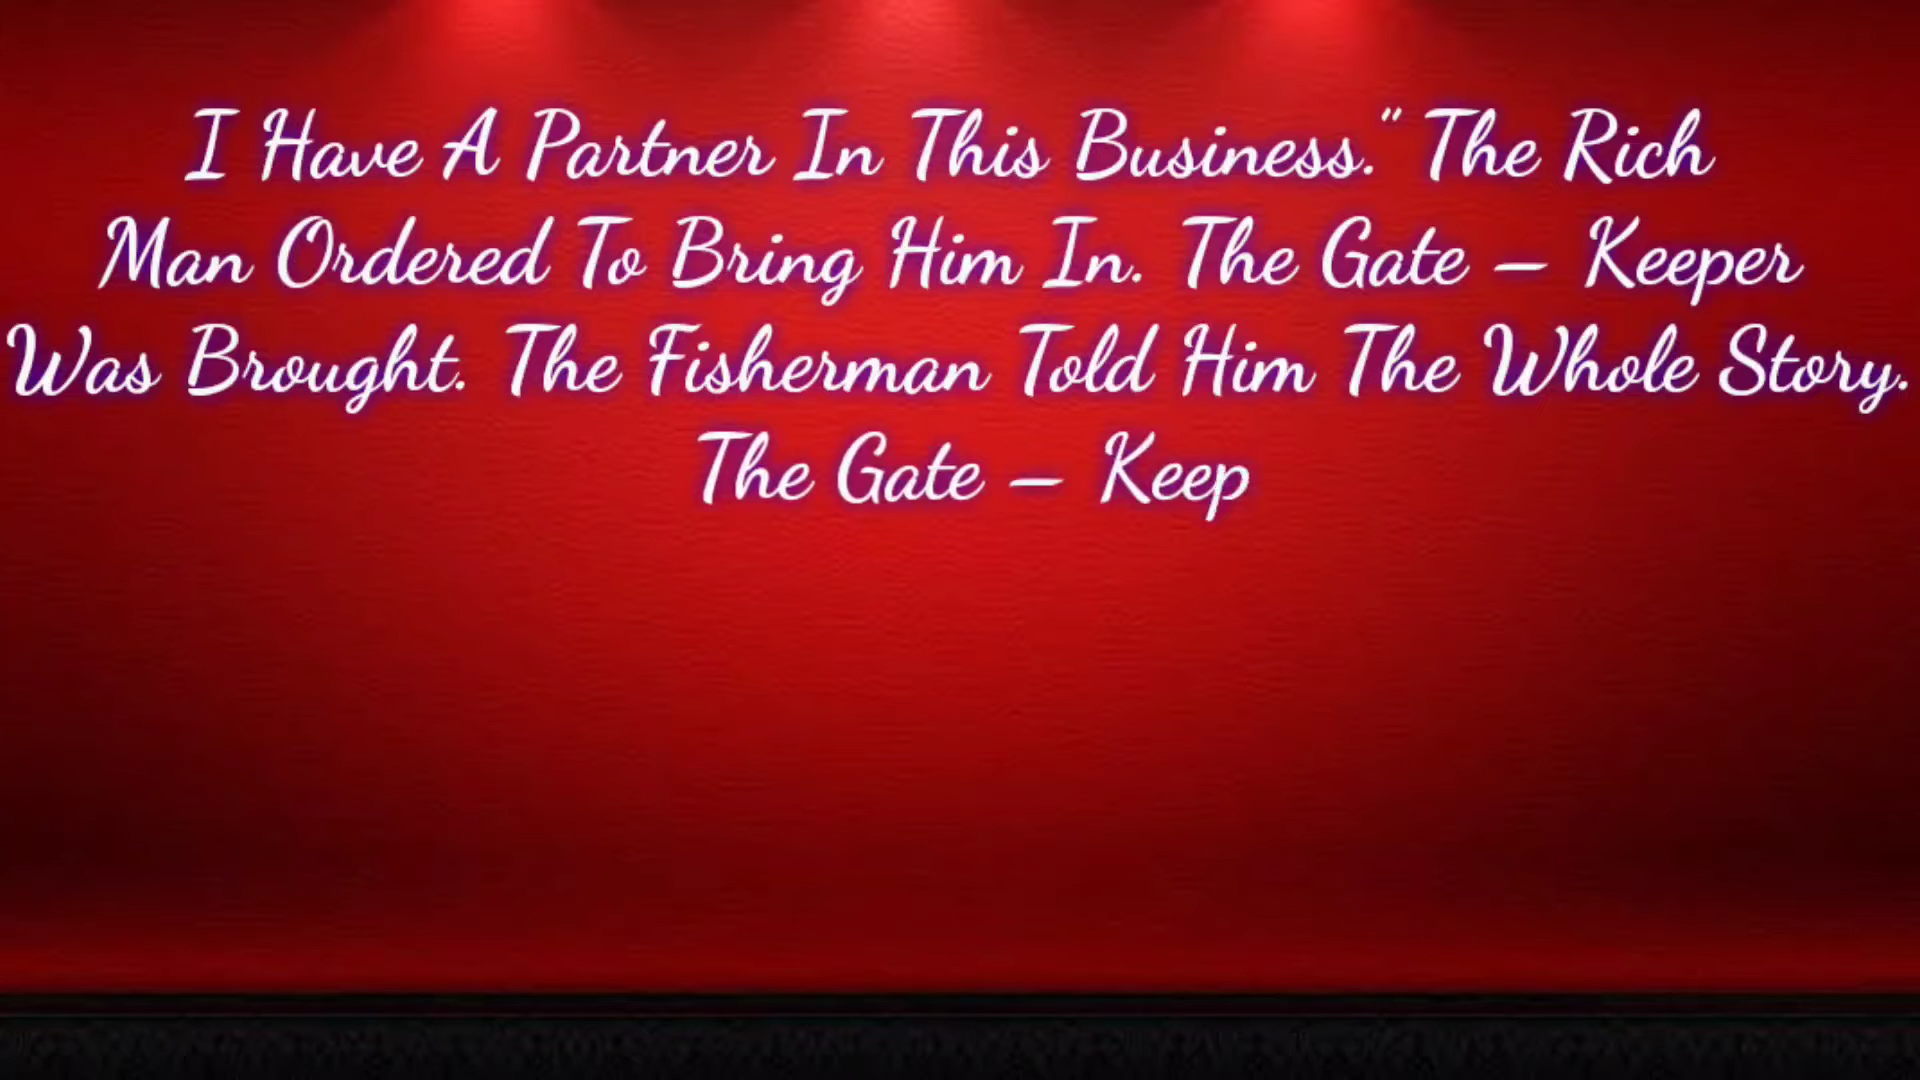 I Have A Partner In This Business." The Rich
Man Ordered To Bring Him In. The Gate – Keeper
Was Brought. The Fisherman Told Him The Whole Story.
The Gate – Keep